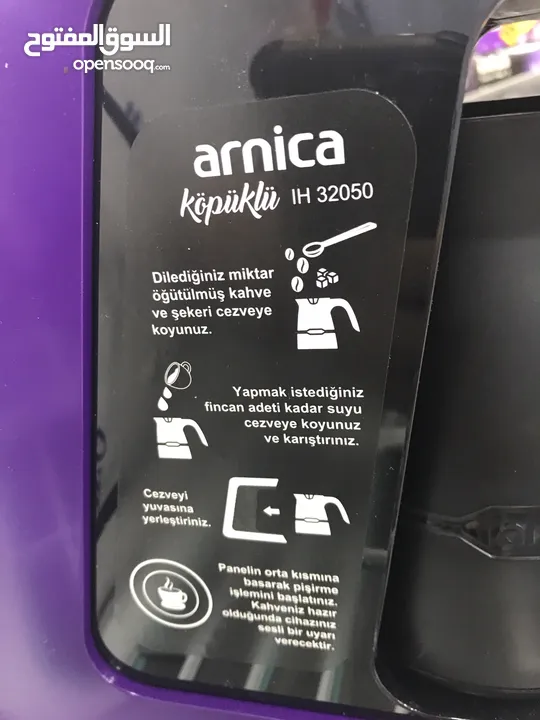 السوق المفتوح
opensooq.com
arnica
köpüklü IH 32050
Dilediğiniz miktar
öğütülmüş kahve
ve şekeri cezveye
koyunuz.
Yapmak istediğiniz
fincan adeti kadar suyu
cezveye koyunuz
ve karıştırınız.
Cezveyi
yuvasına
yerleştiriniz.
Panelin orta kısmına
basarak pişirme
işlemini başlatınız.
Kahveniz hazır
olduğunda cihazınız
sesli bir uyarı
verecektir.